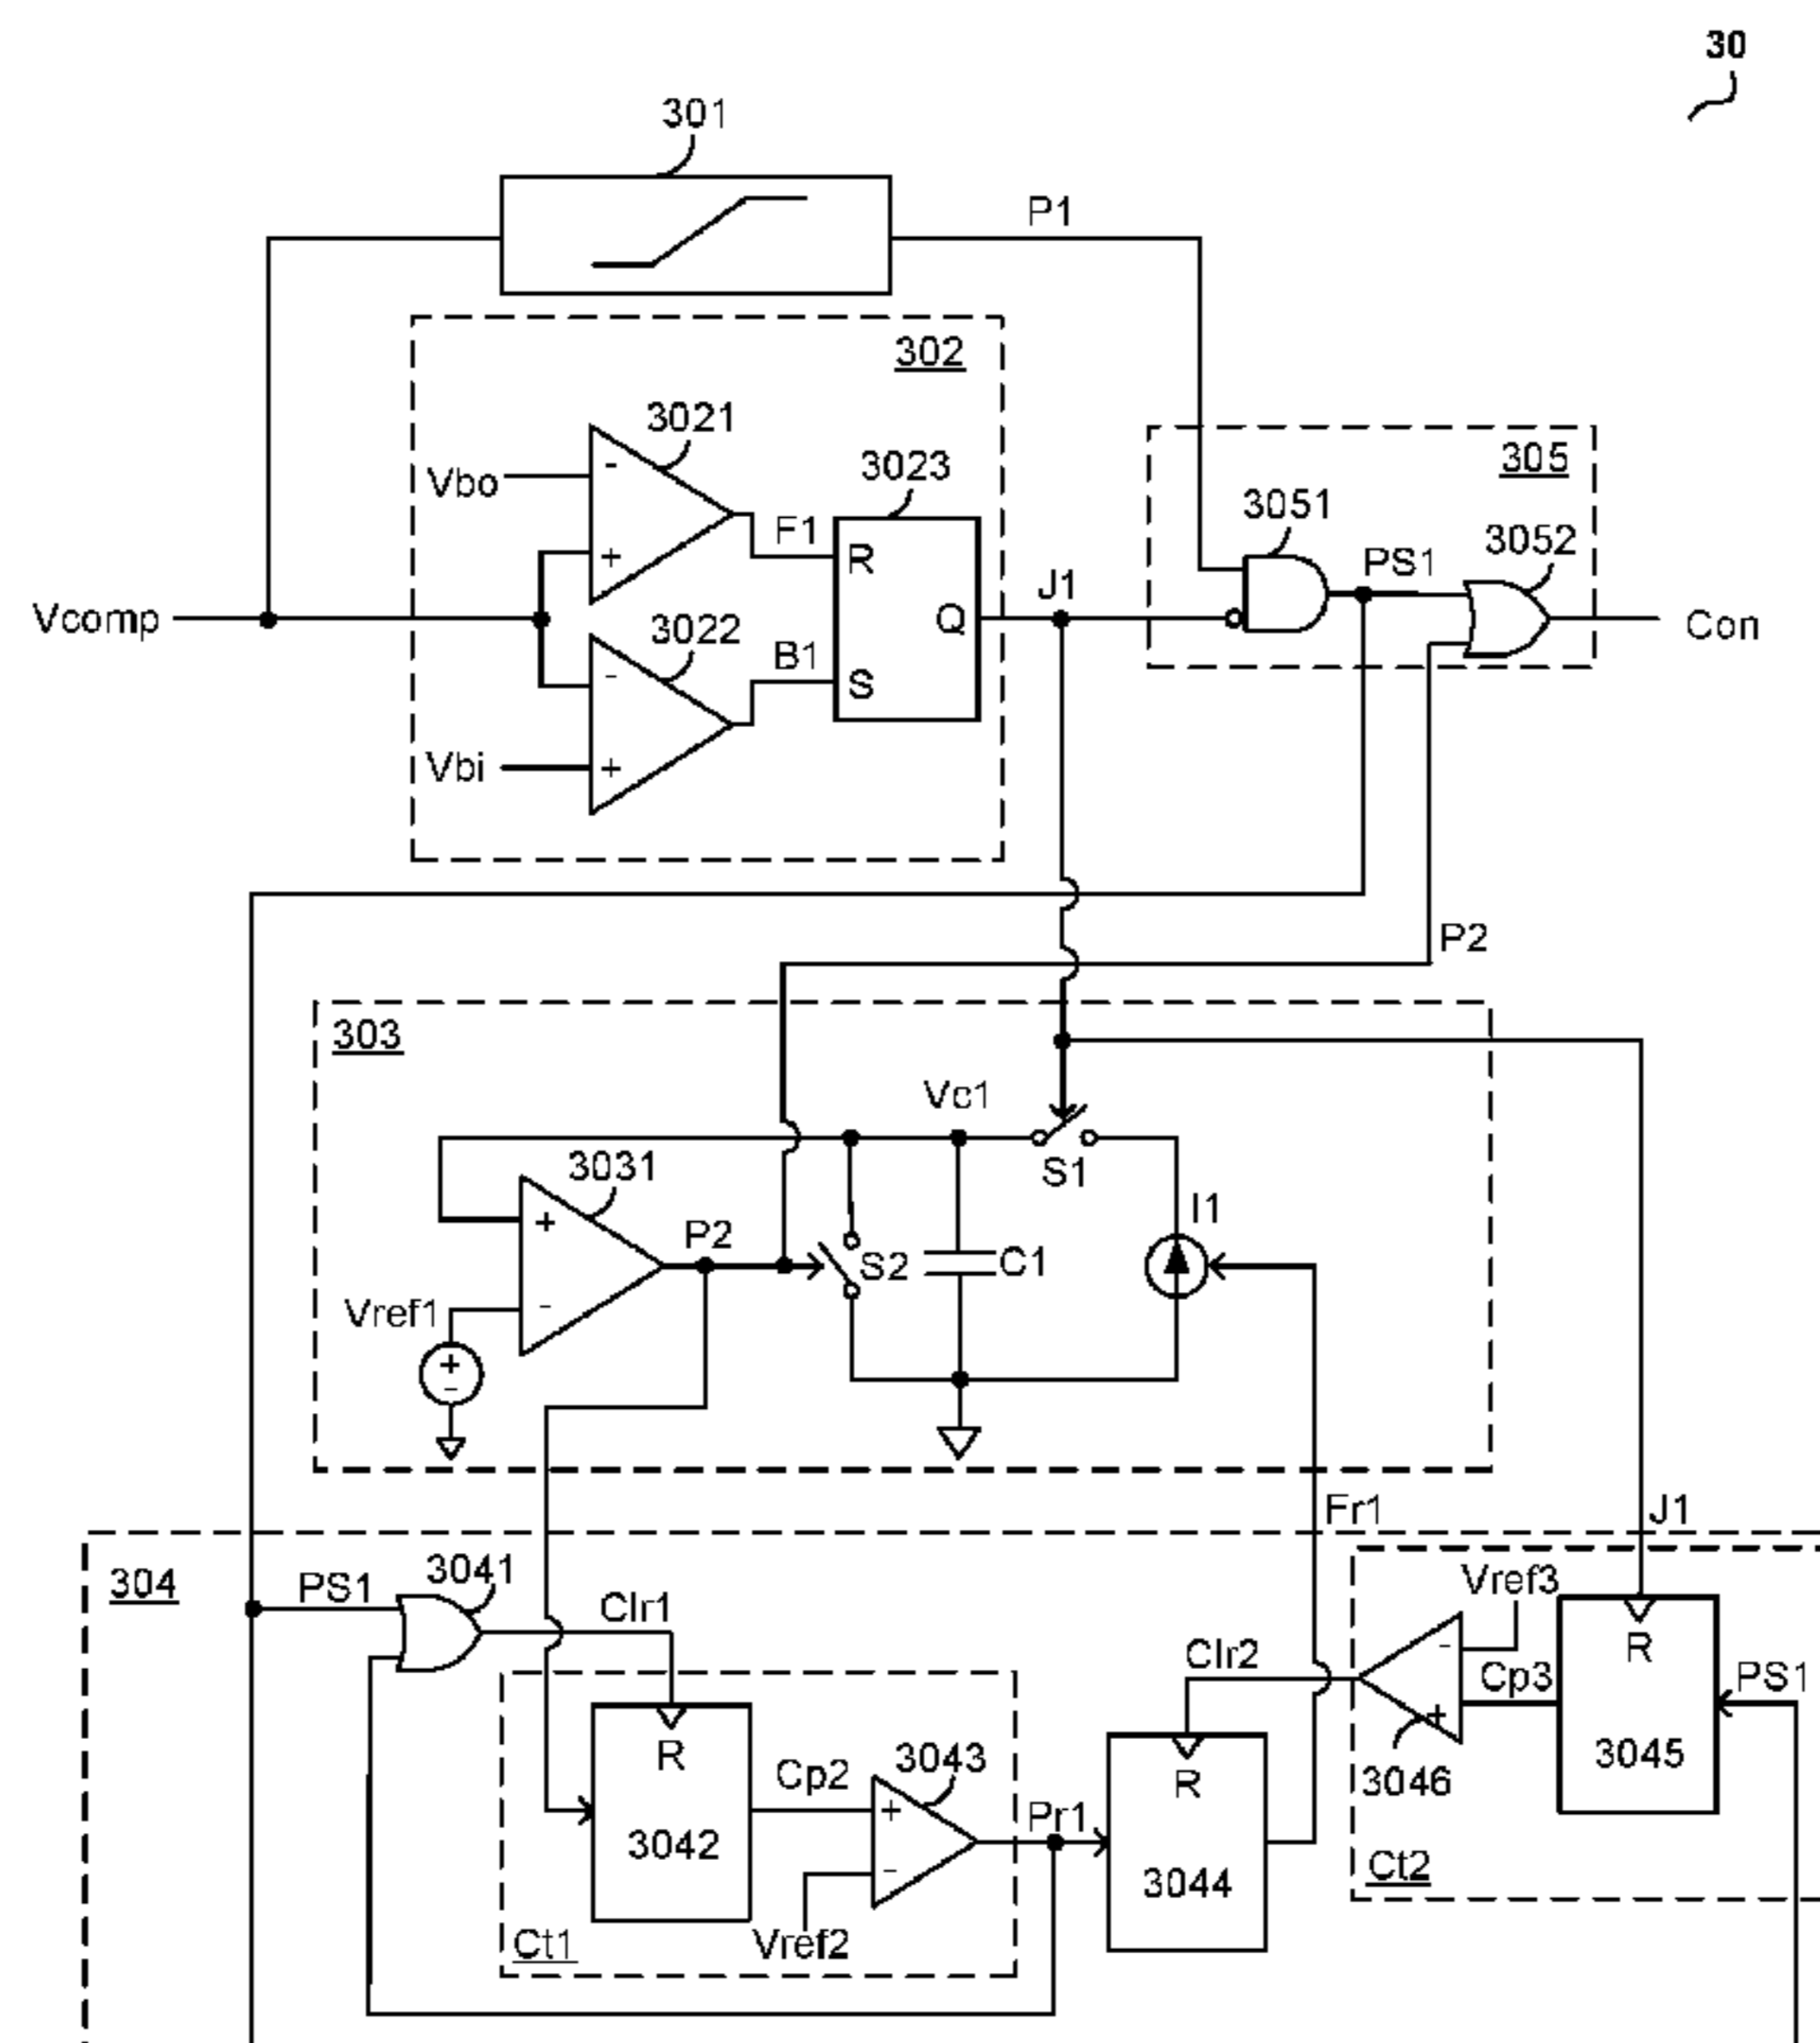 30
301
P1
302
3021
Vbo
-
+
F1
3023
R
Q
S
3022
B1
-
+
Vbi
Vcomp
J1
305
3051
PS1
3052
Con
P2
303
Vc1
S1
3031
+
-
P2
S2
C1
I1
Vref1
+
-
Fr1
J1
304
PS1
3041
Clr1
Vref3
R
-
Clr2
Cp3
PS1
+
3045
3046
Ct2
R
3042
Cp2
3043
+
-
Pr1
R
3044
Vref2
Ct1